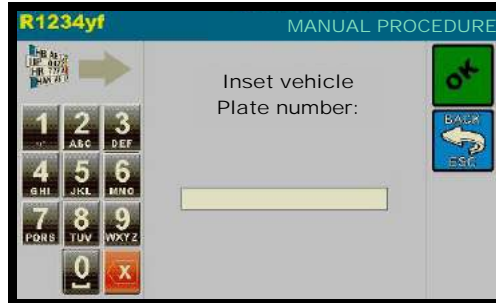 R1234yf
MANUAL PROCEDURE
Inset vehicle
Plate number:
OK
BACK
ESC
1
2 ABC
3 DEF
4 GHI
5 JKL
6 MNO
7 PQRS
8 TUV
9 WXYZ
0
X